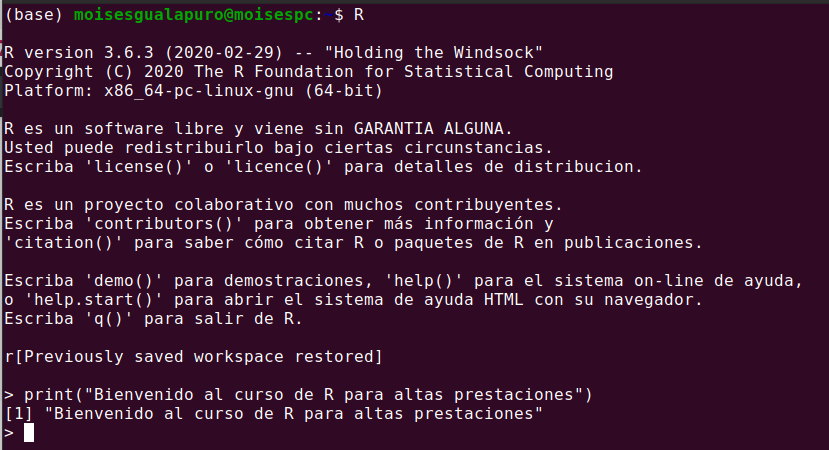 (base) moisesgualapuro@moisespc:~$ R
R version 3.6.3 (2020-02-29) -- "Holding the Windsock"
Copyright (C) 2020 The R Foundation for Statistical Computing
Platform: x86_64-pc-linux-gnu (64-bit)
R es un software libre y viene sin GARANTIA ALGUNA.
Usted puede redistribuirlo bajo ciertas circunstancias.
Escriba 'license()' o 'licence()' para detalles de distribucion.
R es un proyecto colaborativo con muchos contribuyentes.
Escriba 'contributors()' para obtener más información y
'citation()' para saber cómo citar R o paquetes de R en publicaciones.
Escriba 'demo()' para demostraciones, 'help()' para el sistema on-line de ayuda,
o 'help.start()' para abrir el sistema de ayuda HTML con su navegador.
Escriba 'q()' para salir de R.
r[Previously saved workspace restored]
> print("Bienvenido al curso de R para altas prestaciones")
[1] "Bienvenido al curso de R para altas prestaciones"
>